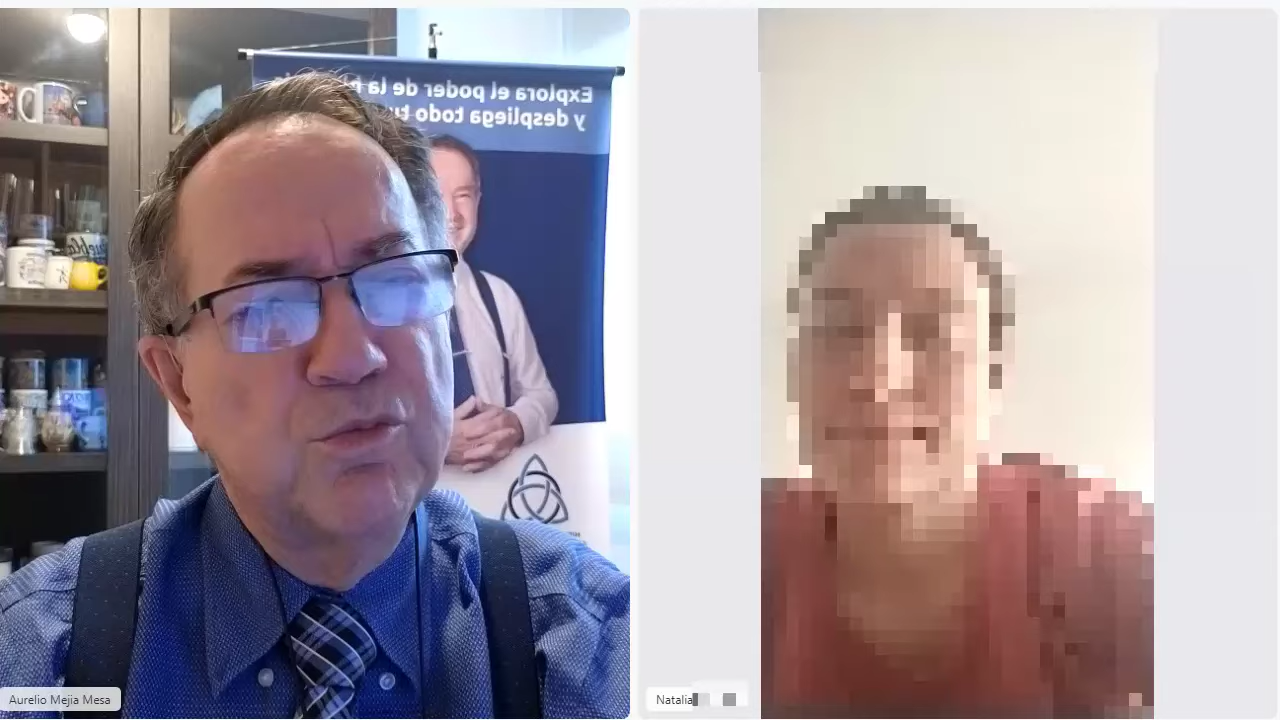 Explora el poder de la
y despliega todo tu
Aurelio Mejia Mesa
Natalia